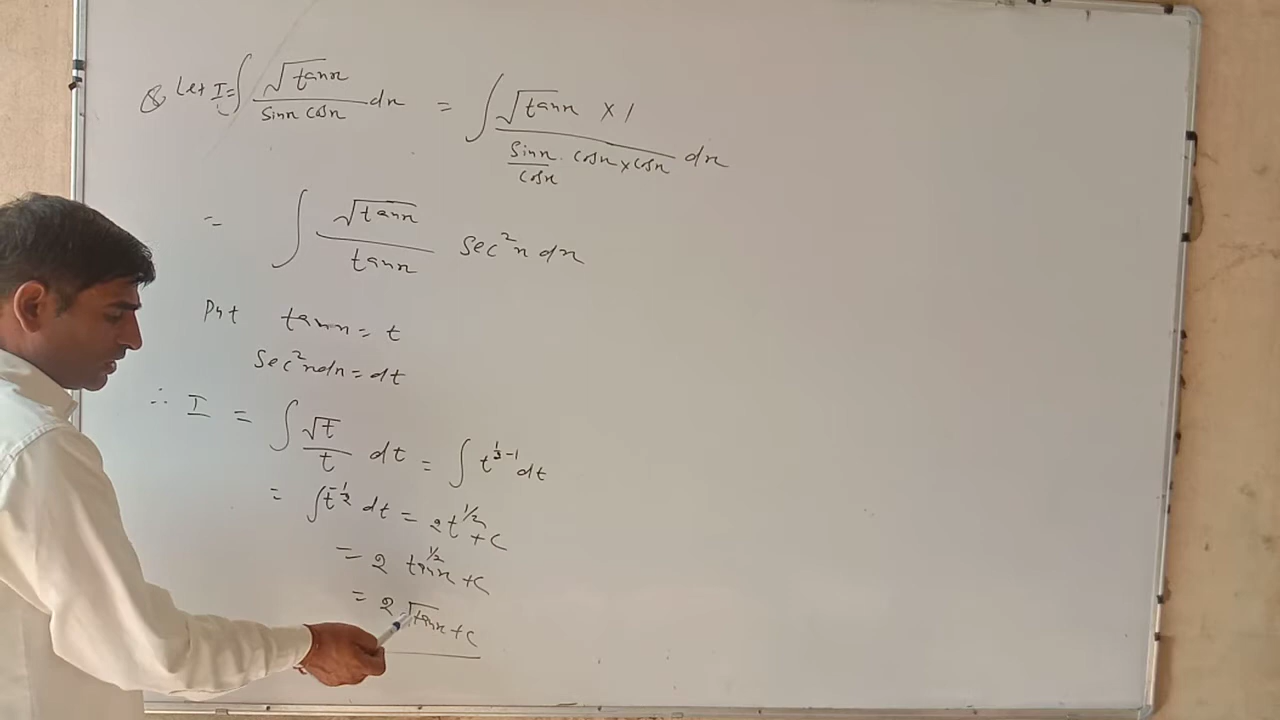 Q Let I = ∫ √tanx / sinx cosx dx = ∫ √tanx × 1 / (sinx/cosx · cosx × cosx) dx
= ∫ √tanx / tanx sec²x dx
Put tanx = t
sec²x dx = dt
∴ I = ∫ √t / t dt = ∫ t^(1/2 - 1) dt
= ∫ t^(-1/2) dt = 2 t^(1/2) + C
= 2 tan^(1/2)x + C
= 2 √tanx + C